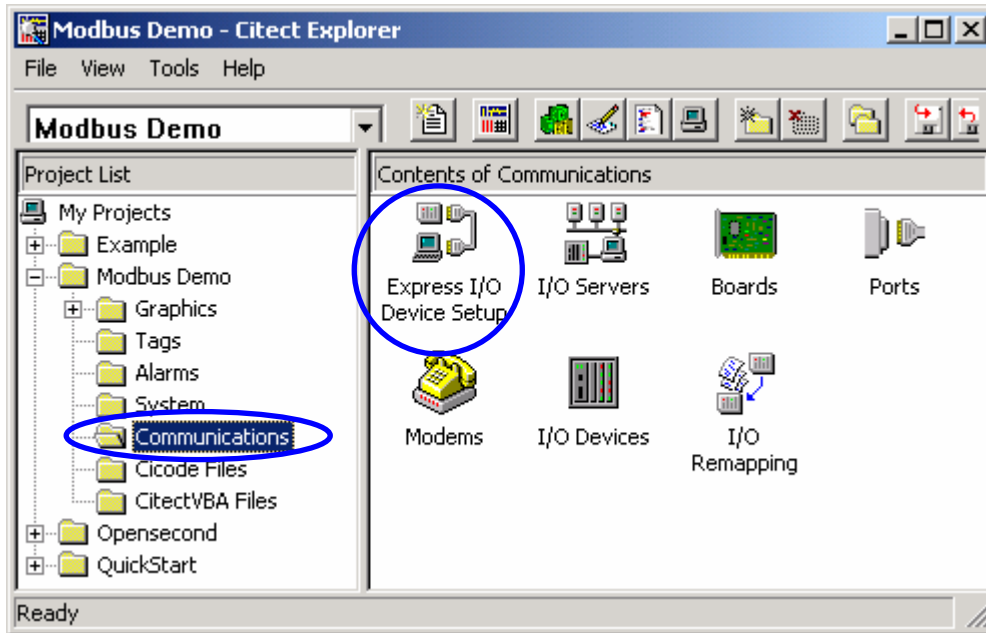 Modbus Demo - Citect Explorer
File View Tools Help
Modbus Demo
Project List
Contents of Communications
My Projects
Example
Modbus Demo
Graphics
Tags
Alarms
System
Communications
Cicode Files
CitectVBA Files
Opensecond
QuickStart
Express I/O
Device Setup
I/O Servers
Boards
Ports
Modems
I/O Devices
I/O
Remapping
Ready